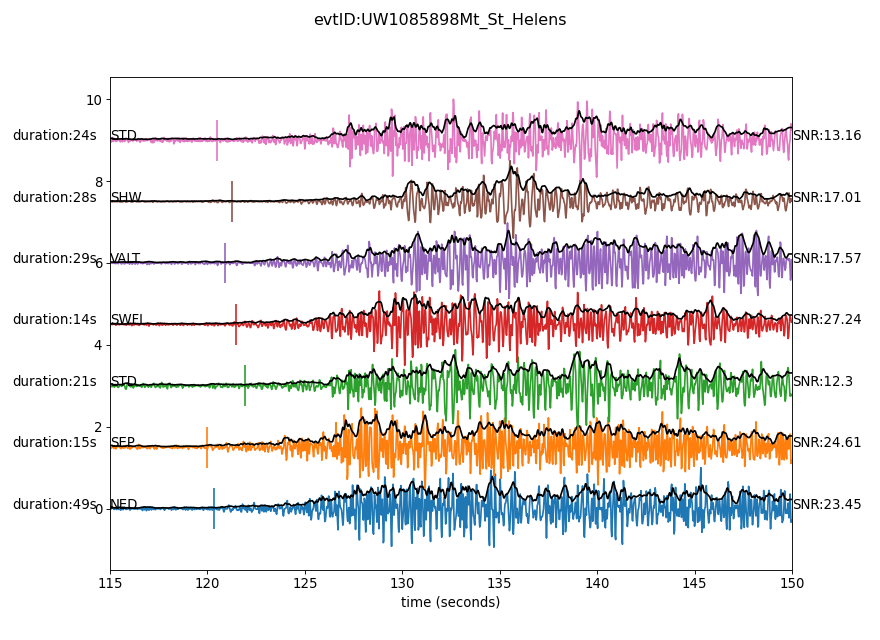 evtID:UW1085898Mt_St_Helens
10
duration:24s STD SNR:13.16
8
duration:28s SHW SNR:17.01
duration:29s VALT SNR:17.57
6
duration:14s SWFL SNR:27.24
4
duration:21s STD SNR:12.3
2
duration:15s SEP SNR:24.61
duration:49s NED SNR:23.45
0
115 120 125 130 135 140 145 150
time (seconds)